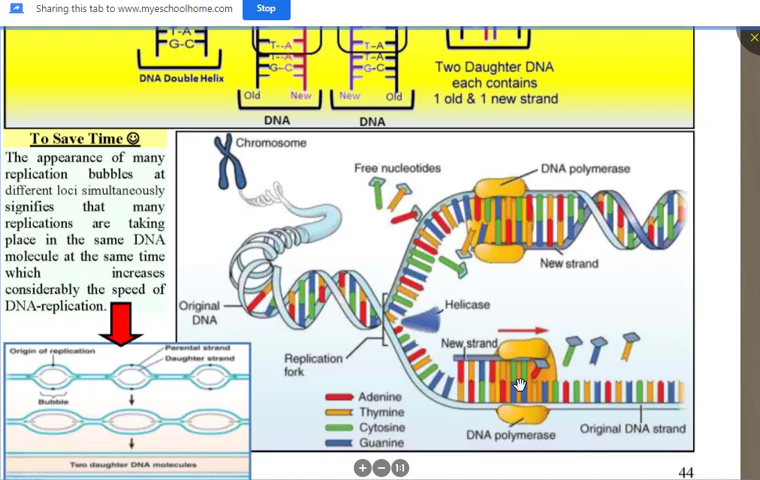 Sharing this tab to www.myeschoolhome.com
Stop
T-A
G-C
DNA Double Helix
T--A
T--A
G--C
Old
New
DNA
T-A
T-A
G-C
New
Old
DNA
Two Daughter DNA
each contains
1 old & 1 new strand
To Save Time ☺
The appearance of many
replication bubbles at
different loci simultaneously
signifies that many
replications are taking
place in the same DNA
molecule at the same time
which increases
considerably the speed of
DNA-replication.
Origin of replication
Parental strand
Daughter strand
Bubble
Two daughter DNA molecules
Chromosome
Free nucleotides
DNA polymerase
New strand
Original
DNA
Helicase
Replication
fork
New strand
Adenine
Thymine
Cytosine
Guanine
DNA polymerase
Original DNA strand
1:1
44